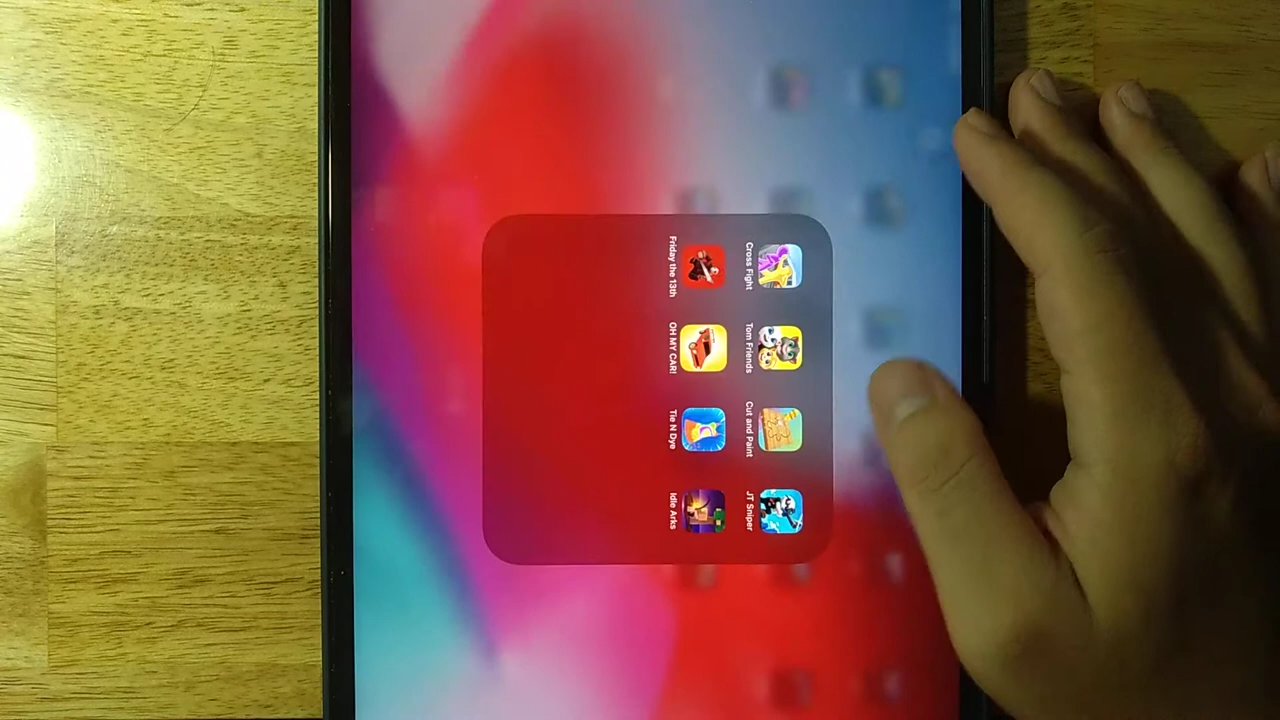 Cross Fight
Tom Friends
Cut and Paint
JT Sniper
Friday the 13th
OH MY CAR!
Tie N Dye
Idle Arks